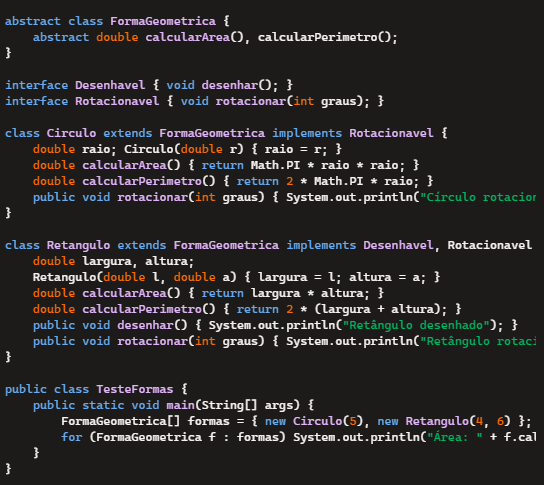 abstract class FormaGeometrica {
    abstract double calcularArea(), calcularPerimetro();
}

interface Desenhavel { void desenhar(); }
interface Rotacionavel { void rotacionar(int graus); }

class Circulo extends FormaGeometrica implements Rotacionavel {
    double raio; Circulo(double r) { raio = r; }
    double calcularArea() { return Math.PI * raio * raio; }
    double calcularPerimetro() { return 2 * Math.PI * raio; }
    public void rotacionar(int graus) { System.out.println("Círculo rotacion
}

class Retangulo extends FormaGeometrica implements Desenhavel, Rotacionavel
    double largura, altura;
    Retangulo(double l, double a) { largura = l; altura = a; }
    double calcularArea() { return largura * altura; }
    double calcularPerimetro() { return 2 * (largura + altura); }
    public void desenhar() { System.out.println("Retângulo desenhado"); }
    public void rotacionar(int graus) { System.out.println("Retângulo rotaci
}

public class TesteFormas {
    public static void main(String[] args) {
        FormaGeometrica[] formas = { new Circulo(5), new Retangulo(4, 6) };
        for (FormaGeometrica f : formas) System.out.println("Área: " + f.cal
    }
}